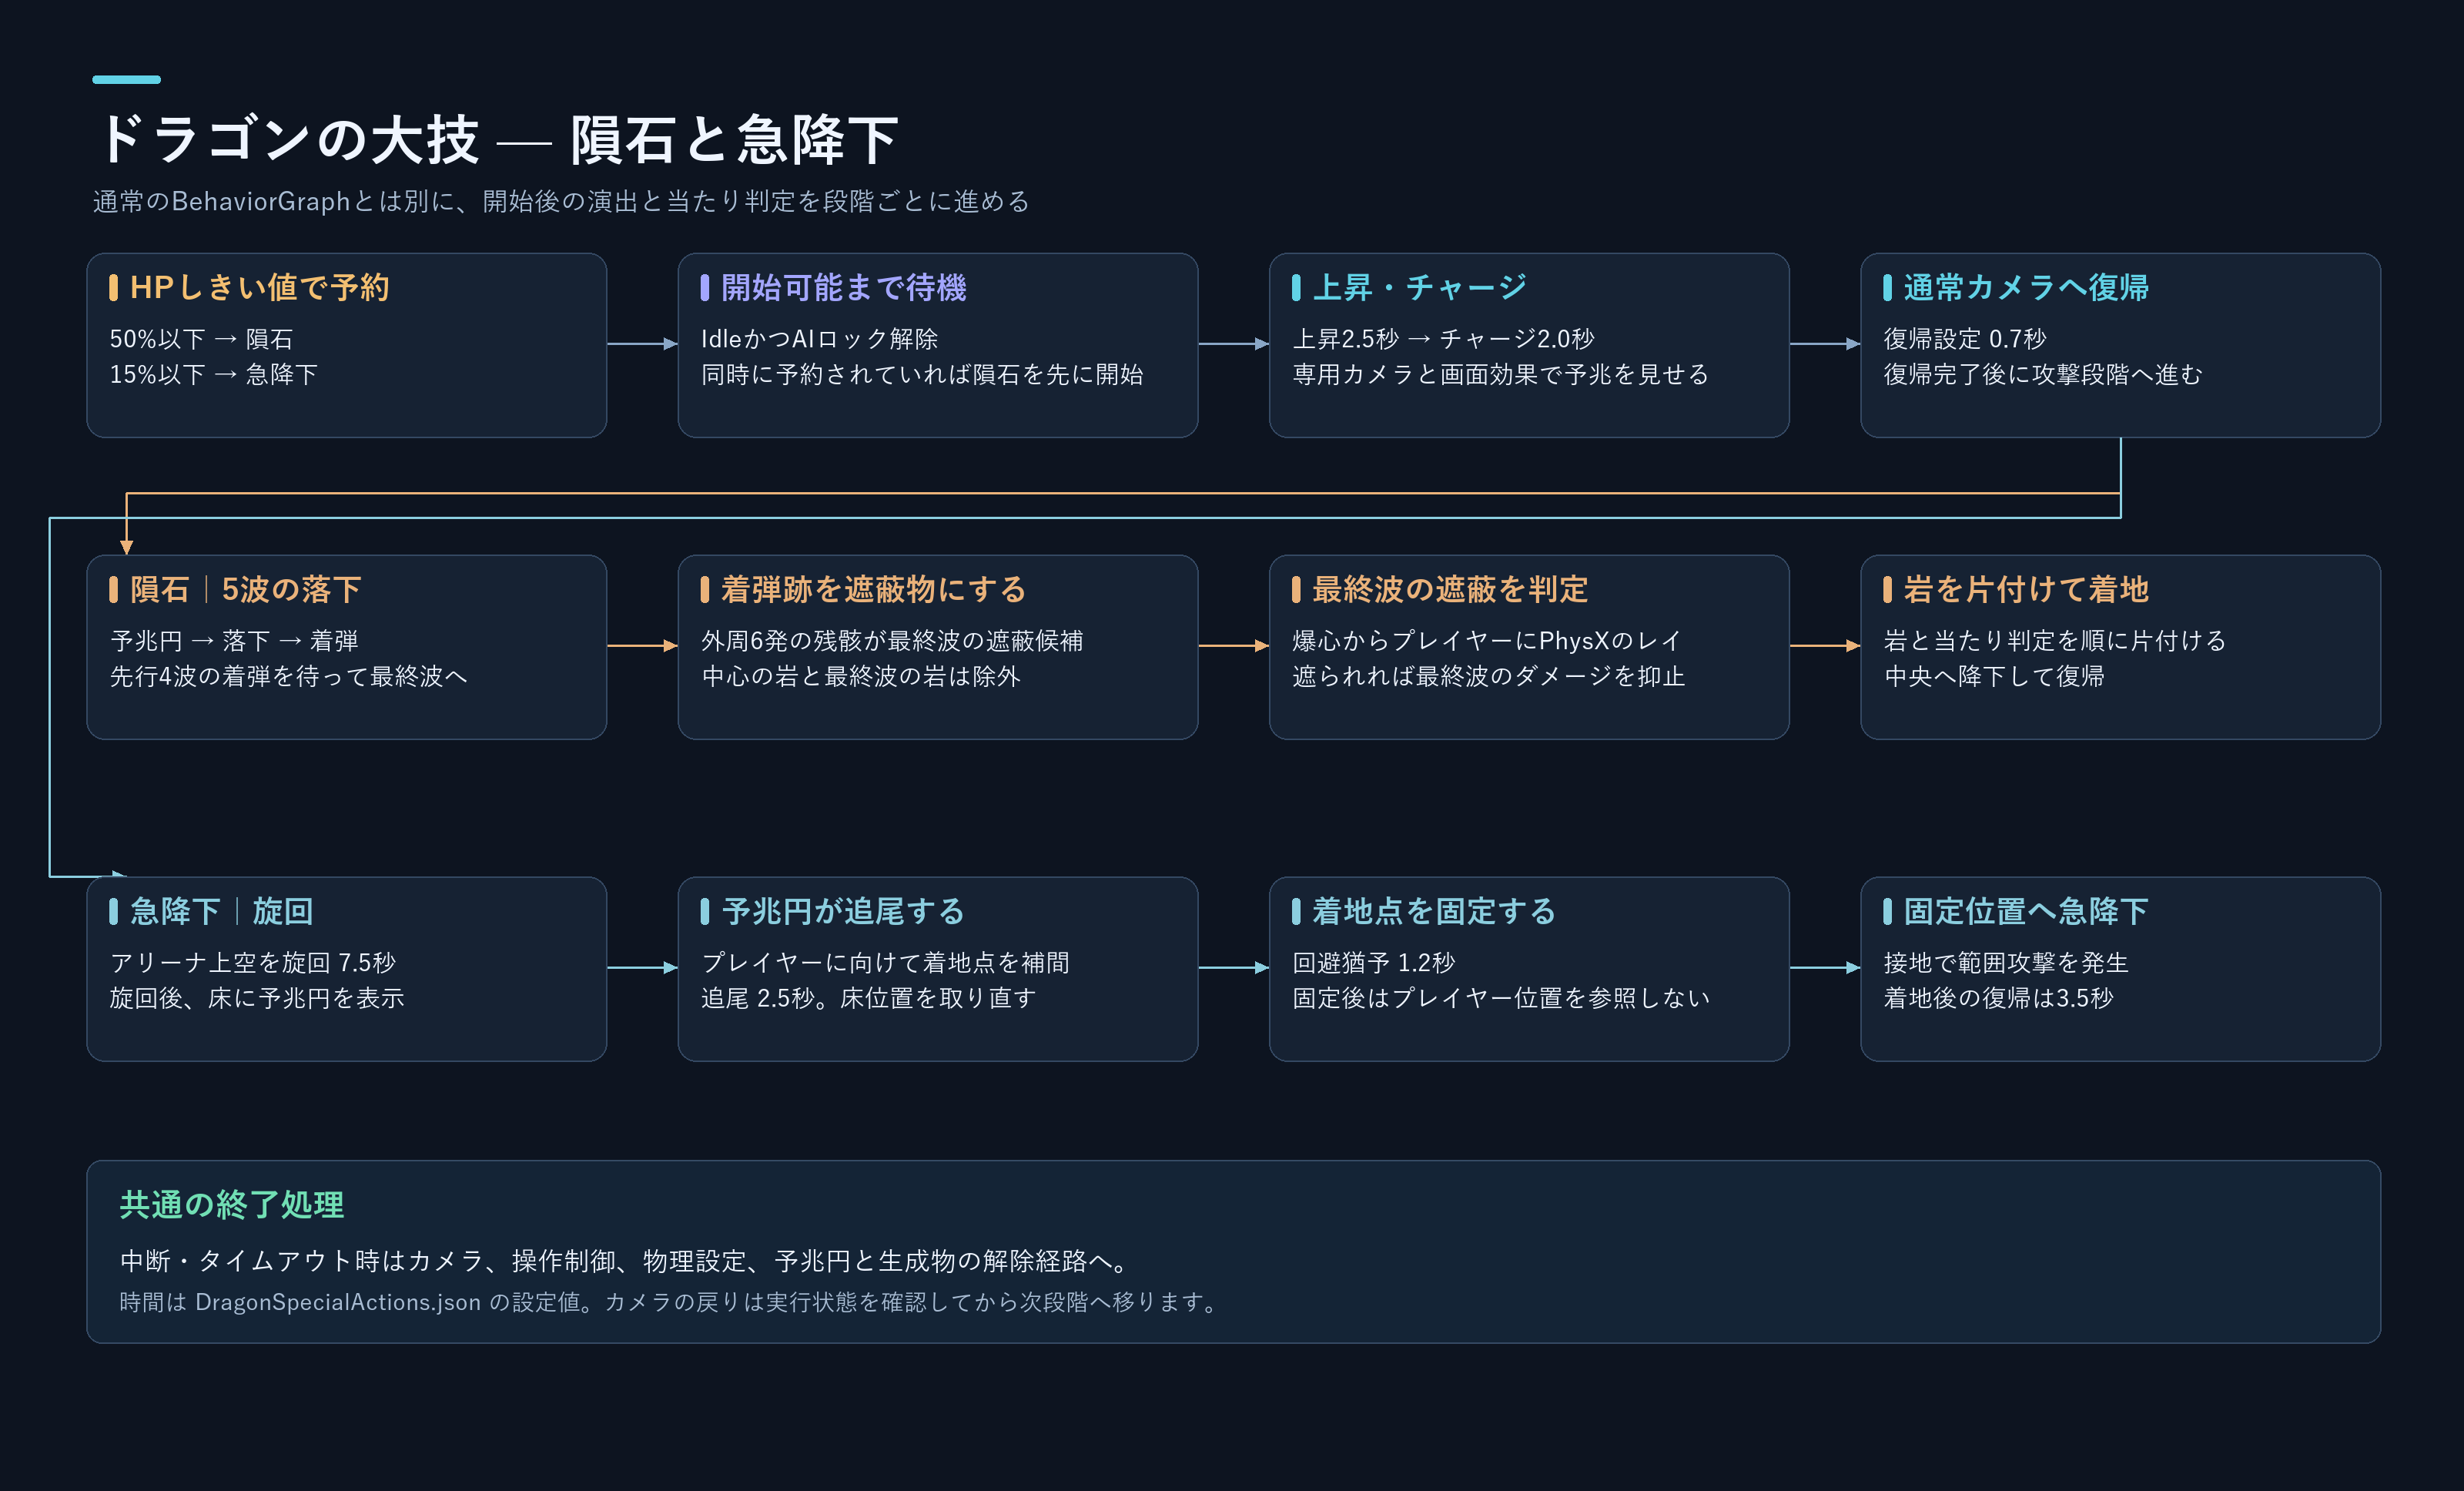 ドラゴンの大技 — 隕石と急降下
通常のBehaviorGraphとは別に、開始後の演出と当たり判定を段階ごとに進める
HPしきい値で予約
50%以下 → 隕石
15%以下 → 急降下
開始可能まで待機
IdleかつAIロック解除
同時に予約されていれば隕石を先に開始
上昇・チャージ
上昇2.5秒 → チャージ2.0秒
専用カメラと画面効果で予兆を見せる
通常カメラへ復帰
復帰設定 0.7秒
復帰完了後に攻撃段階へ進む
隕石｜5波の落下
予兆円 → 落下 → 着弾
先行4波の着弾を待って最終波へ
着弾跡を遮蔽物にする
外周6発の残骸が最終波の遮蔽候補
中心の岩と最終波の岩は除外
最終波の遮蔽を判定
爆心からプレイヤーにPhysXのレイ
遮られれば最終波のダメージを抑止
岩を片付けて着地
岩と当たり判定を順に片付ける
中央へ降下して復帰
急降下｜旋回
アリーナ上空を旋回 7.5秒
旋回後、床に予兆円を表示
予兆円が追尾する
プレイヤーに向けて着地点を補間
追尾 2.5秒。床位置を取り直す
着地点を固定する
回避猶予 1.2秒
固定後はプレイヤー位置を参照しない
固定位置へ急降下
接地で範囲攻撃を発生
着地後の復帰は3.5秒
共通の終了処理
中断・タイムアウト時はカメラ、操作制御、物理設定、予兆円と生成物の解除経路へ。
時間は DragonSpecialActions.json の設定値。カメラの戻りは実行状態を確認してから次段階へ移ります。